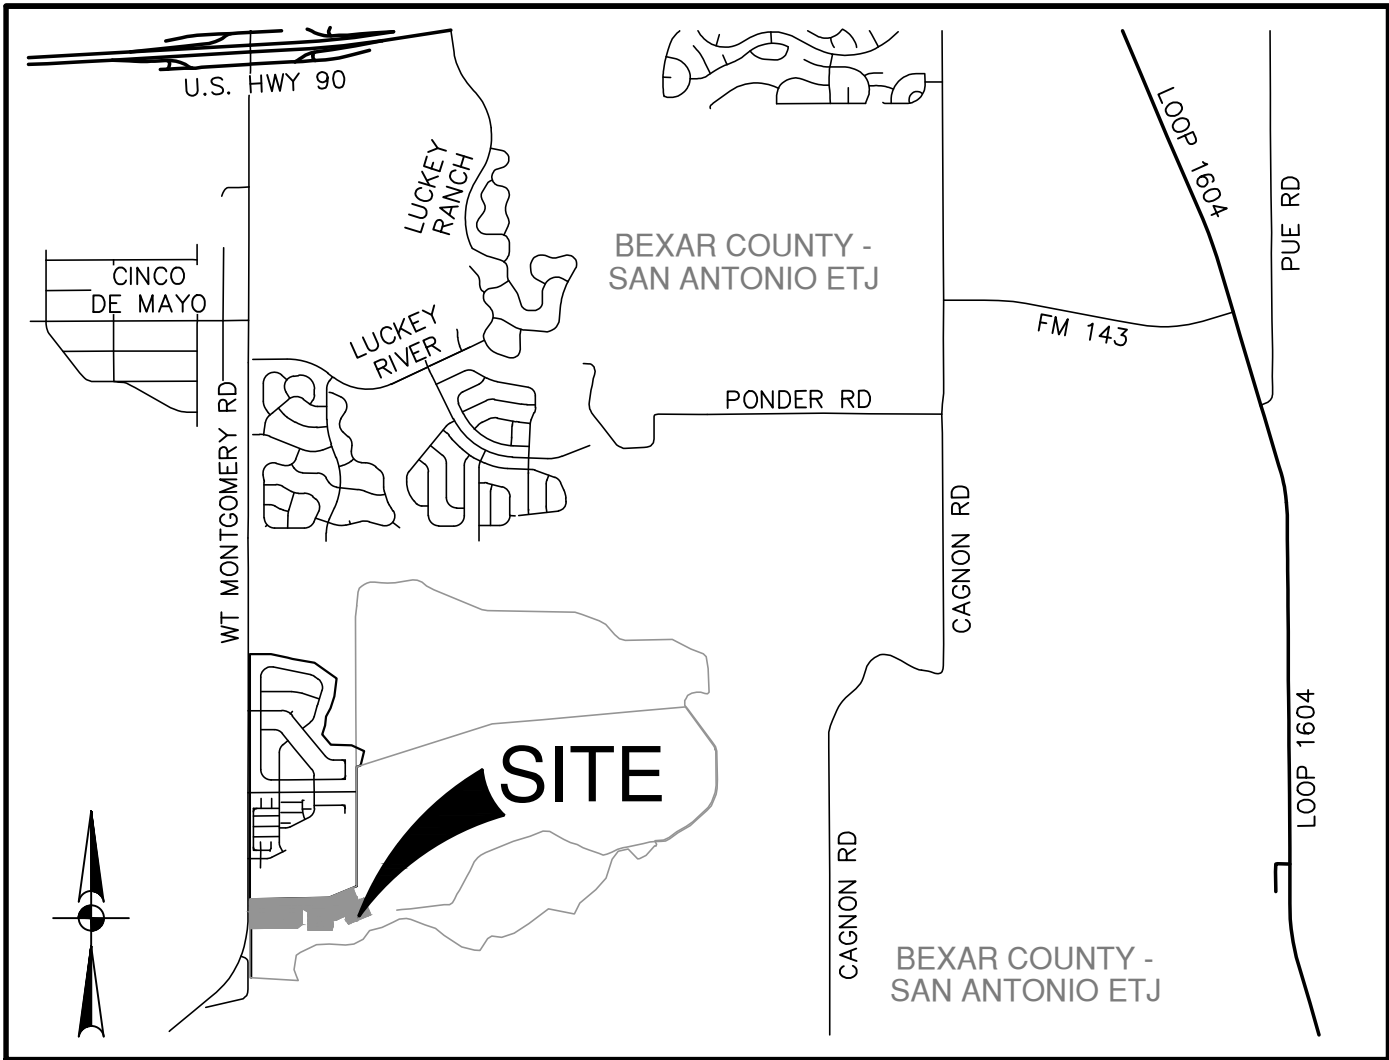 U.S. HWY 90
LUCKEY
RANCH
LOOP 1604
PUE RD
BEXAR COUNTY -
SAN ANTONIO ETJ
CINCO
DE MAYO
LUCKEY
RIVER
FM 143
PONDER RD
WT MONTGOMERY RD
CAGNON RD
SITE
LOOP 1604
CAGNON RD
BEXAR COUNTY -
SAN ANTONIO ETJ